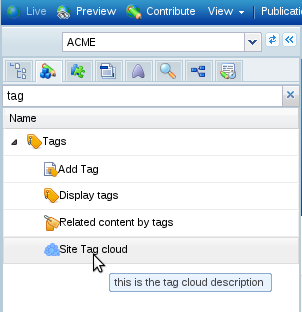 Live Preview Contribute View Publicatio
ACME
tag
Name
Tags
Add Tag
Display tags
Related content by tags
Site Tag cloud
this is the tag cloud description